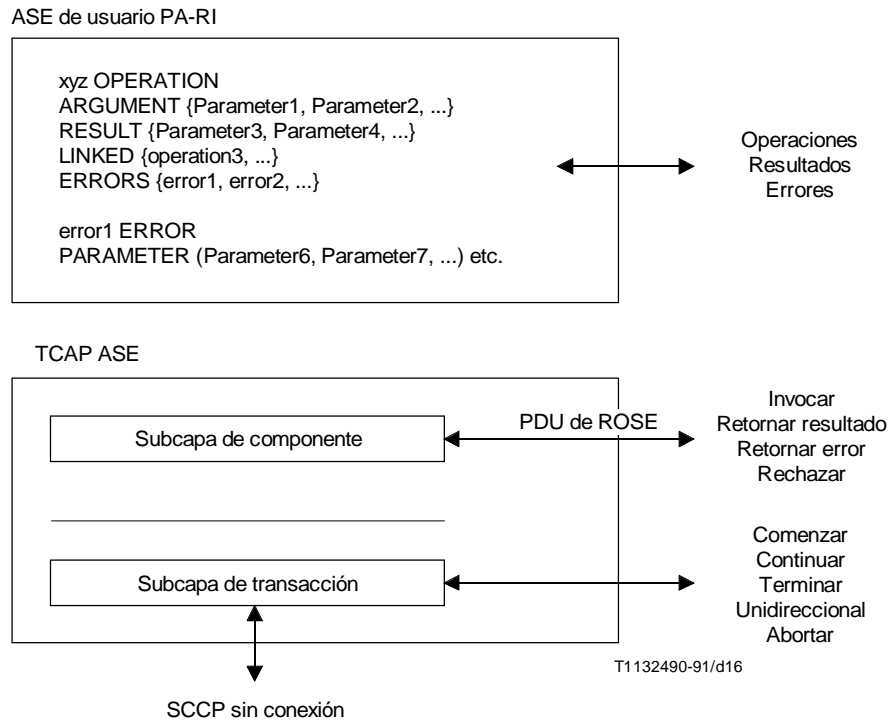 ASE de usuario PA-RI
xyz OPERATION
ARGUMENT {Parameter1, Parameter2, ...}
RESULT {Parameter3, Parameter4, ...}
LINKED {operation3, ...}
ERRORS {error1, error2, ...}
error1 ERROR
PARAMETER (Parameter6, Parameter7, ...) etc.
Operaciones
Resultados
Errores
TCAP ASE
Subcapa de componente
PDU de ROSE
Invocar
Retornar resultado
Retornar error
Rechazar
Subcapa de transacción
Comenzar
Continuar
Terminar
Unidireccional
Abortar
T1132490-91/d16
SCCP sin conexión